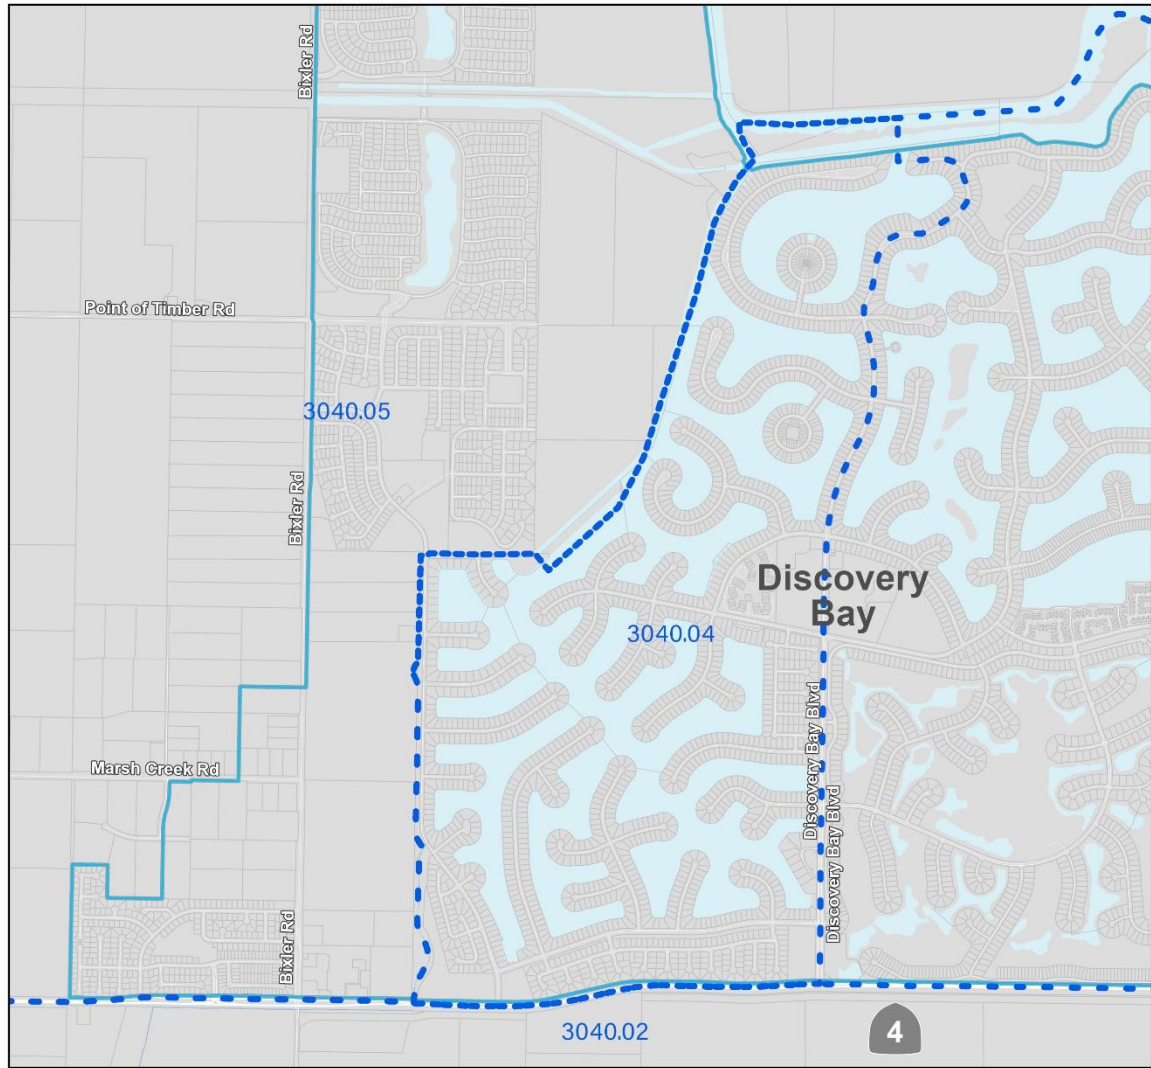 Bixler Rd
Point of Timber Rd
3040.05
Bixler Rd
Discovery
Bay
3040.04
Discovery Bay Blvd
Marsh Creek Rd
Discovery Bay Blvd
Bixler Rd
3040.02
4